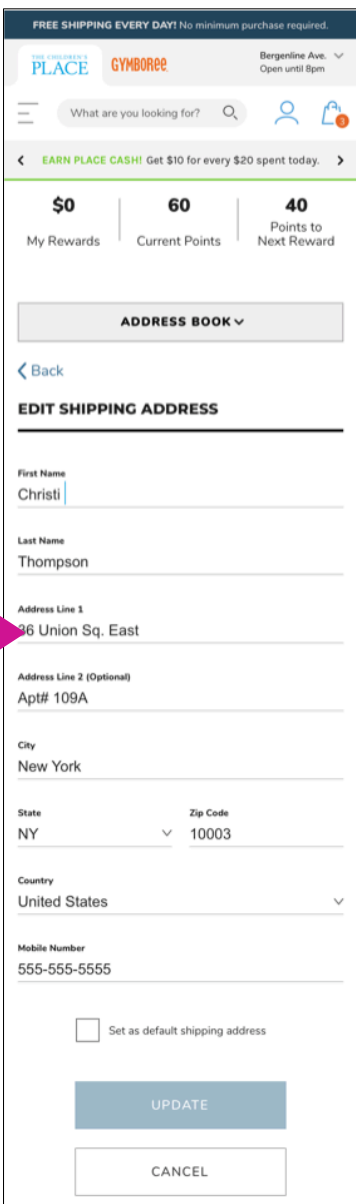 FREE SHIPPING EVERY DAY! No minimum purchase required.
THE CHILDREN'S
PLACE
GYMBOREE
Bergenline Ave.
Open until 8pm
What are you looking for?
3
EARN PLACE CASH! Get $10 for every $20 spent today.
$0 60 40
My Rewards Current Points Points to
Next Reward
ADDRESS BOOK
Back
EDIT SHIPPING ADDRESS
First Name
Christi
Last Name
Thompson
Address Line 1
36 Union Sq. East
Address Line 2 (Optional)
Apt# 109A
City
New York
State Zip Code
NY 10003
Country
United States
Mobile Number
555-555-5555
Set as default shipping address
UPDATE
CANCEL